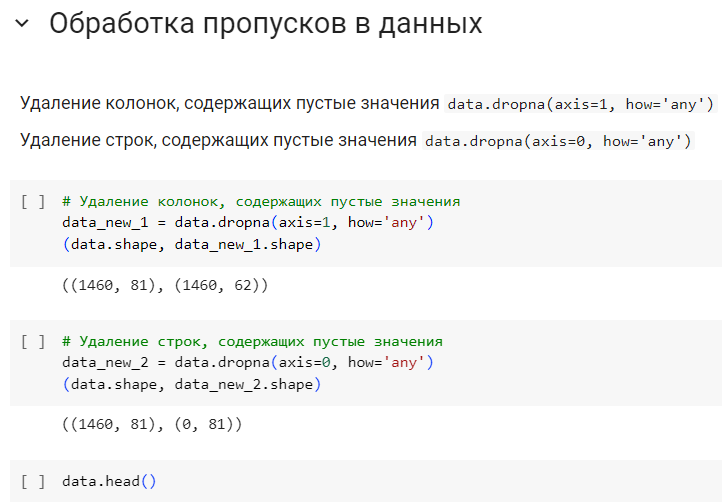 Обработка пропусков в данных
Удаление колонок, содержащих пустые значения data.dropna(axis=1, how='any')
Удаление строк, содержащих пустые значения data.dropna(axis=0, how='any')
[ ] # Удаление колонок, содержащих пустые значения
data_new_1 = data.dropna(axis=1, how='any')
(data.shape, data_new_1.shape)
((1460, 81), (1460, 62))
[ ] # Удаление строк, содержащих пустые значения
data_new_2 = data.dropna(axis=0, how='any')
(data.shape, data_new_2.shape)
((1460, 81), (0, 81))
[ ] data.head()